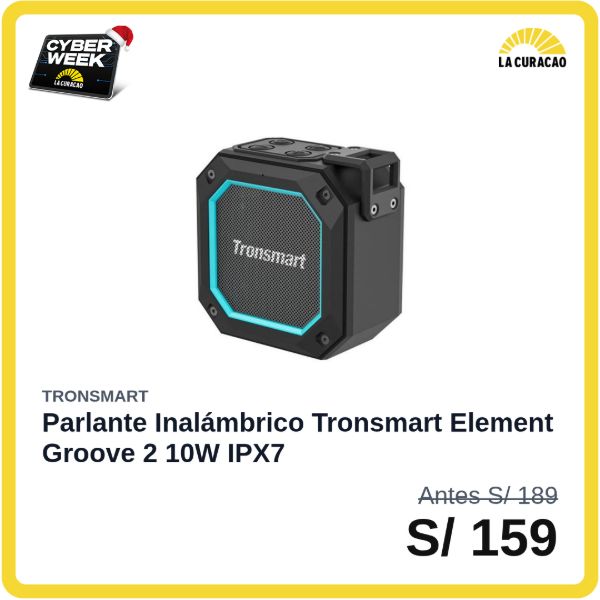 CYBER
WEEK
LA CURACAO
LA CURACAO
Tronsmart
TRONSMART
Parlante Inalámbrico Tronsmart Element
Groove 2 10W IPX7
Antes S/ 189
S/ 159